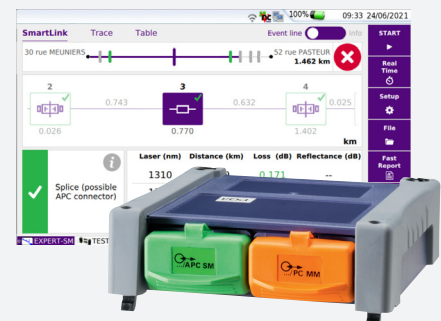 100% 09:33 24/06/2021
SmartLink Trace Table Event line Info START
30 rue MEUNIERS 52 rue PASTEUR
1.462 km
Real
Time
2 3 4
Setup
0.743 0.632 0.025
0.026 0.770 1.402
km
File
Fast
Report
Laser (nm) Distance (km) Loss (dB) Reflectance (dB)
1310 0.171 --
Splice (possible
APC connector)
EXPERT-SM TEST
.../APC SM
.../PC MM